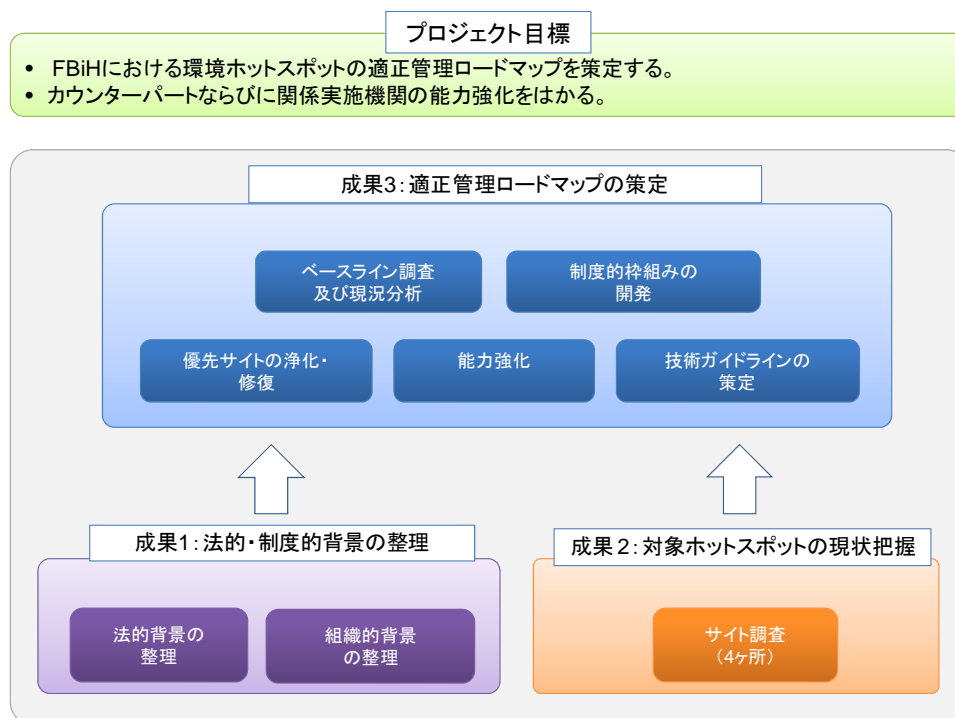 プロジェクト目標
• FBiHにおける環境ホットスポットの適正管理ロードマップを策定する。
• カウンターパートならびに関係実施機関の能力強化をはかる。
成果3：適正管理ロードマップの策定
ベースライン調査
及び現況分析
制度的枠組みの
開発
優先サイトの浄化・
修復
能力強化
技術ガイドラインの
策定
成果1：法的・制度的背景の整理
法的背景の
整理
組織的背景
の整理
成果２：対象ホットスポットの現状把握
サイト調査
（4ヶ所）